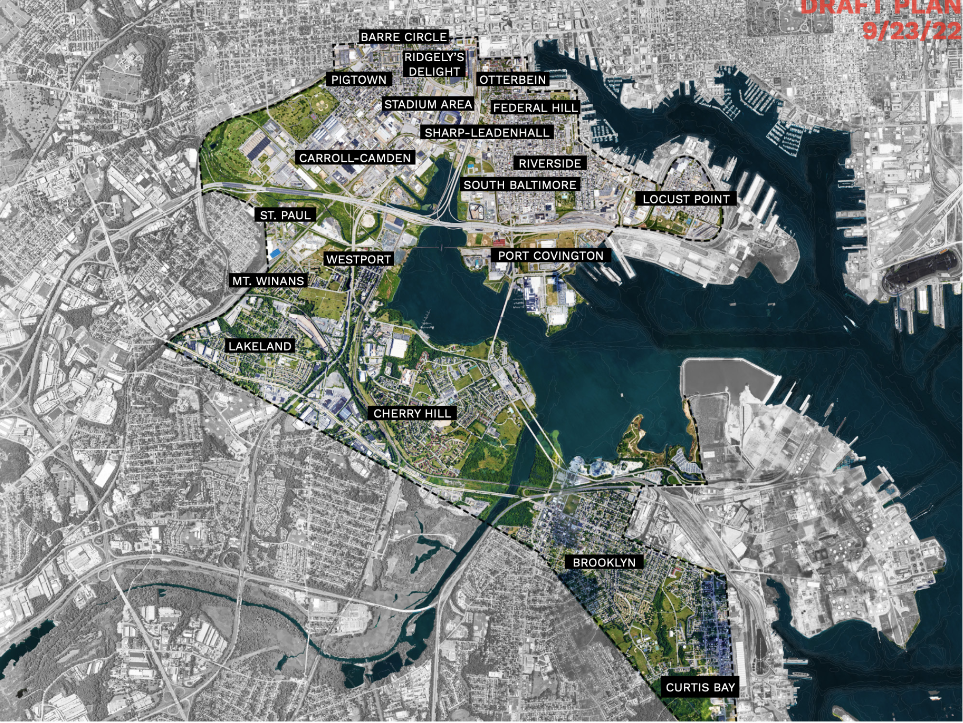 DRAFT PLAN
9/23/22
BARRE CIRCLE
RIDGELY'S
DELIGHT
PIGTOWN
OTTERBEIN
STADIUM AREA
FEDERAL HILL
SHARP-LEADENHALL
CARROLL-CAMDEN
RIVERSIDE
SOUTH BALTIMORE
LOCUST POINT
ST. PAUL
WESTPORT
PORT COVINGTON
MT. WINANS
LAKELAND
CHERRY HILL
BROOKLYN
CURTIS BAY